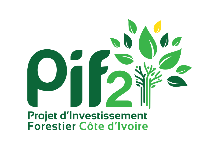 Pif2
Projet d'Investissement
Forestier Côte d'Ivoire